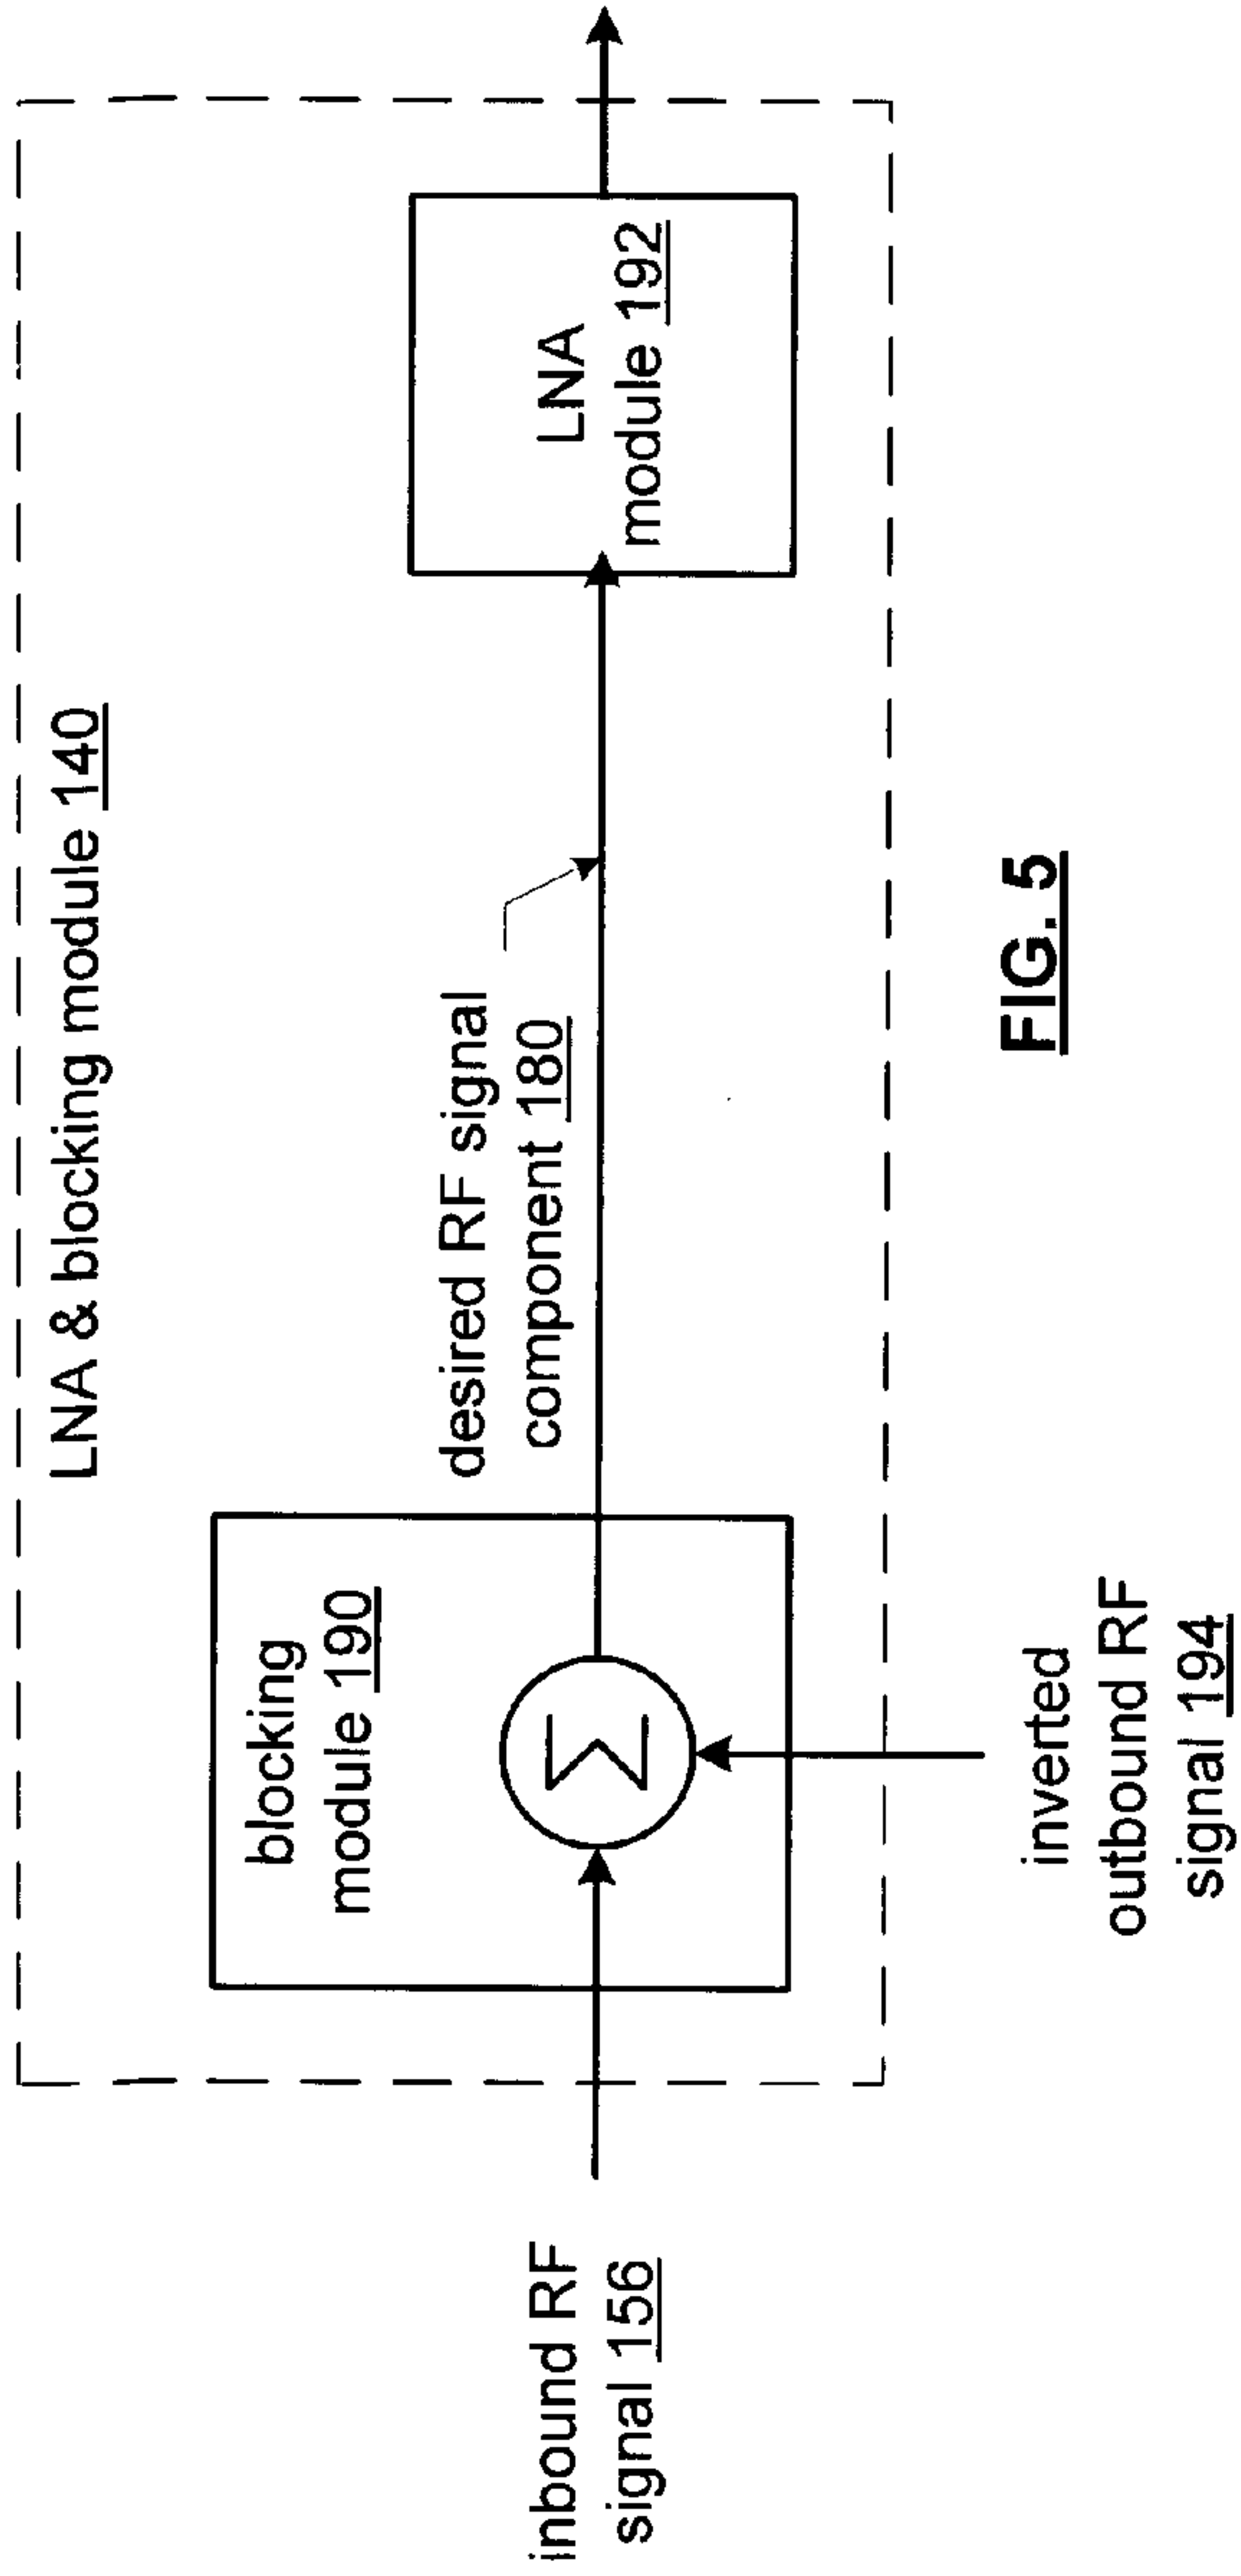 LNA & blocking module 140
blocking
module 190
Σ
desired RF signal
component 180
LNA
module 192
inbound RF
signal 156
inverted
outbound RF
signal 194
FIG. 5